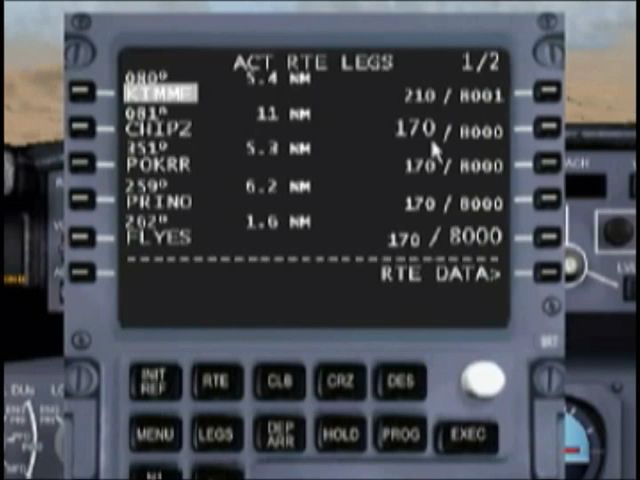 ACT RTE LEGS 1/2
080° 5.4 NM
KIMME 210 / 8001
081° 11 NM
CHIPZ 170 / 8000
351° 5.3 NM
POKRR 170 / 8000
259° 6.2 NM
PRINO 170 / 8000
262° 1.6 NM
FLYES 170 / 8000
RTE DATA>
INIT REF RTE CLB CRZ DES
MENU LEGS DEP ARR HOLD PROG EXEC
N1